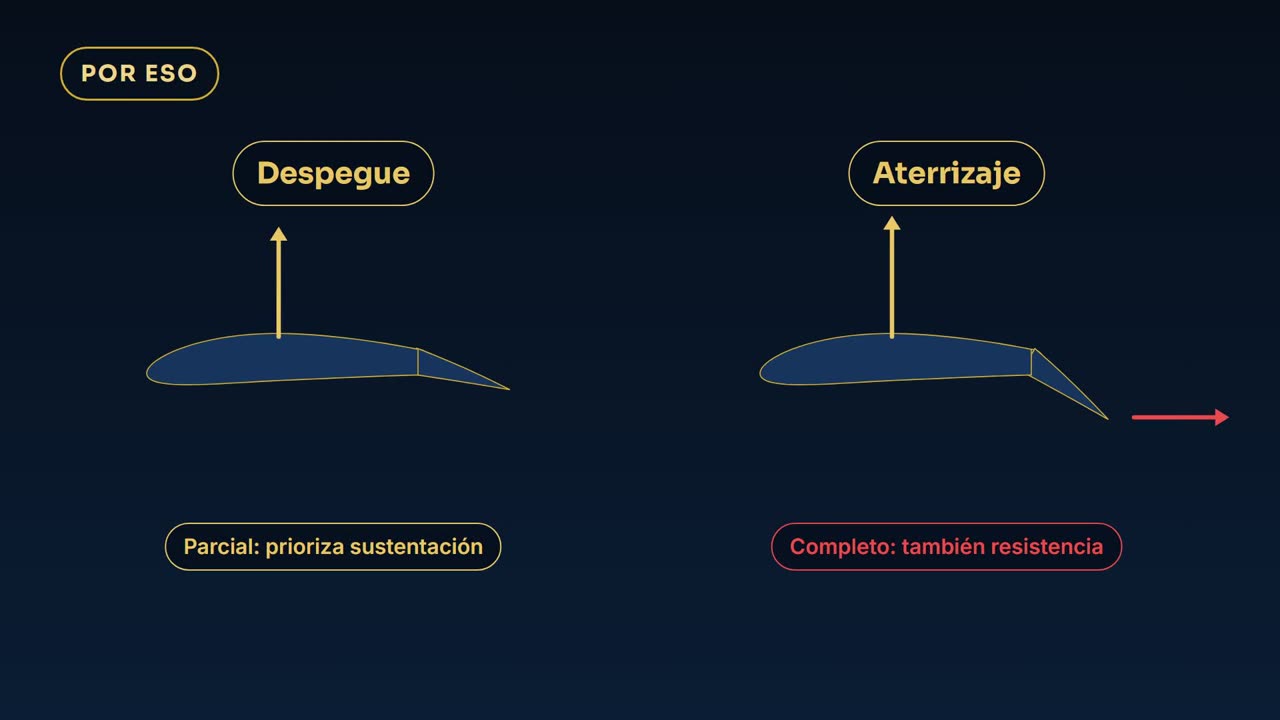 POR ESO
Despegue
Aterrizaje
Parcial: prioriza sustentación
Completo: también resistencia